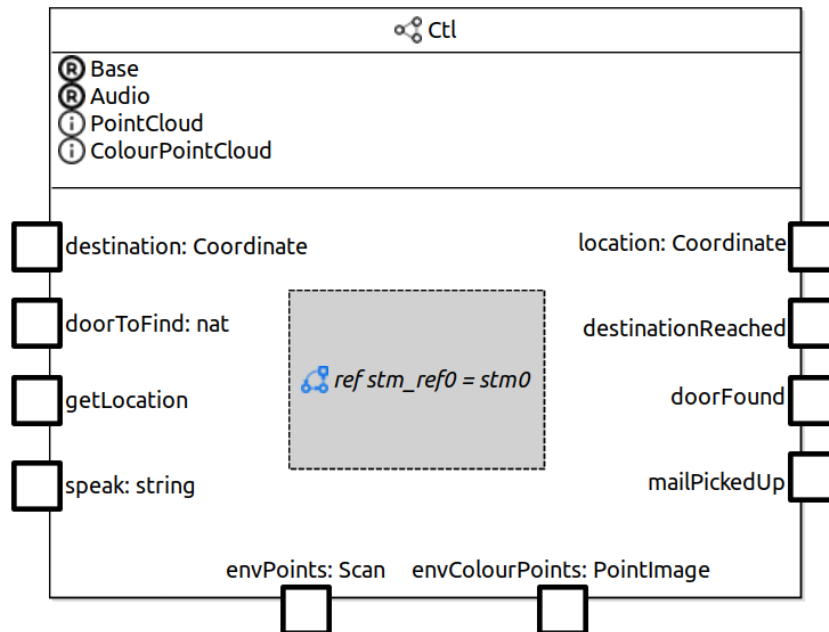 Ctl
R Base
R Audio
i PointCloud
i ColourPointCloud
destination: Coordinate
location: Coordinate
doorToFind: nat
destinationReached
ref stm_ref0 = stm0
getLocation
doorFound
speak: string
mailPickedUp
envPoints: Scan
envColourPoints: PointImage